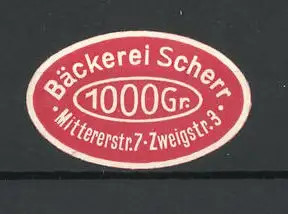 Bäckerei Scherr
1000Gr.
· Mittererstr.7-Zweigstr.3 ·